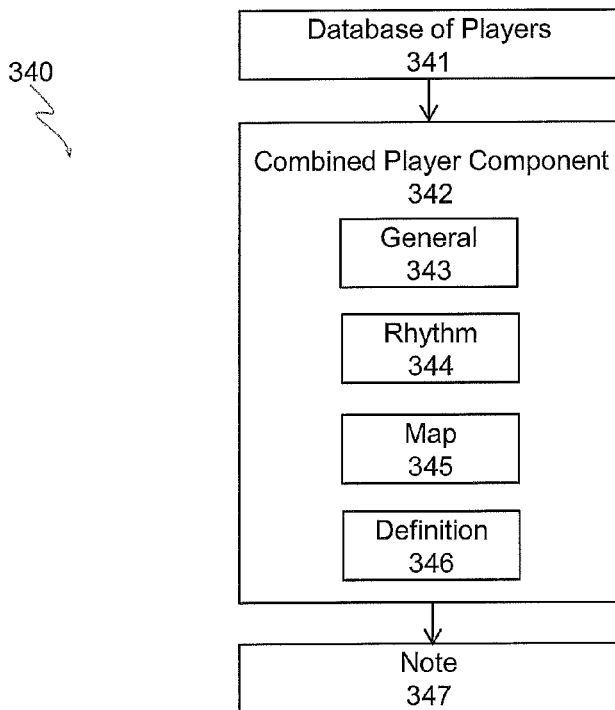 Database of Players
341
340
Combined Player Component
342
General
343
Rhythm
344
Map
345
Definition
346
Note
347